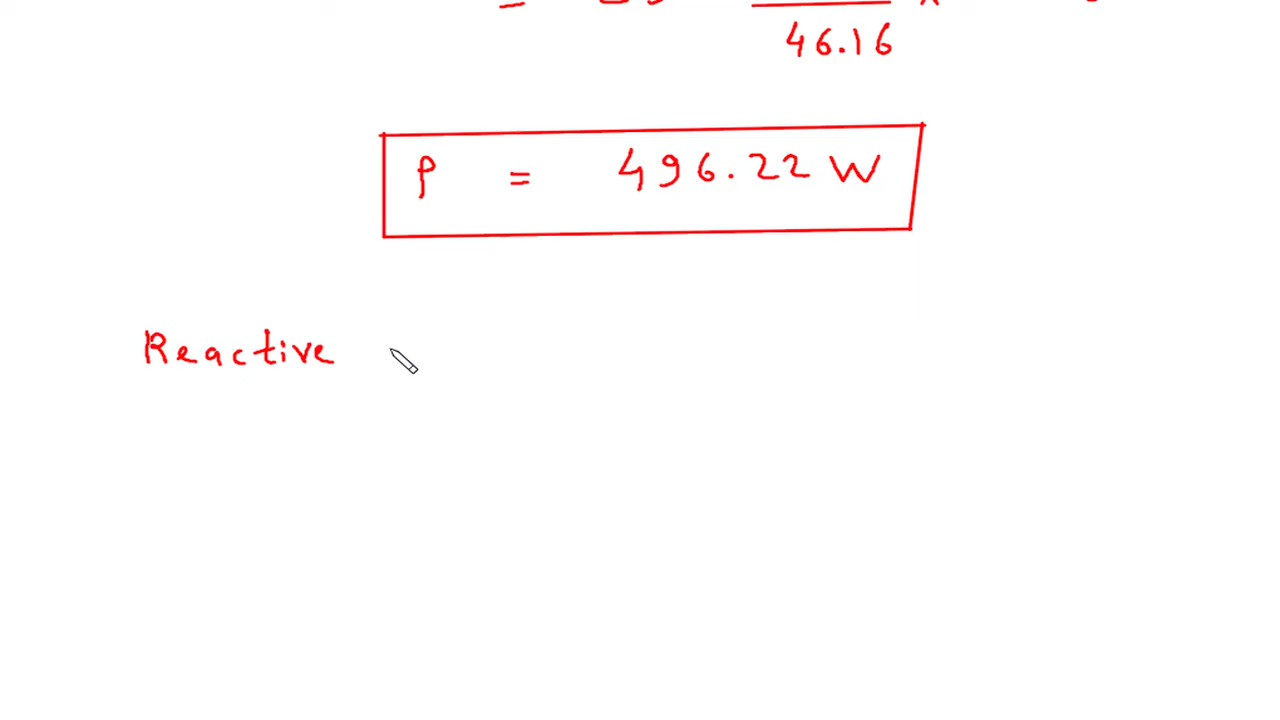 =
46.16
P = 496.22 W
Reactive